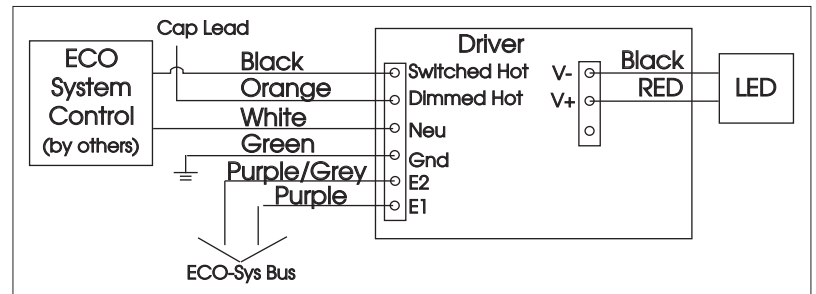 Cap Lead
ECO
System
Control
(by others)
Black
Orange
White
Green
Purple/Grey
Purple
ECO-Sys Bus
Driver
Switched Hot
Dimmed Hot
Neu
Gnd
E2
E1
V-
V+
Black
RED
LED